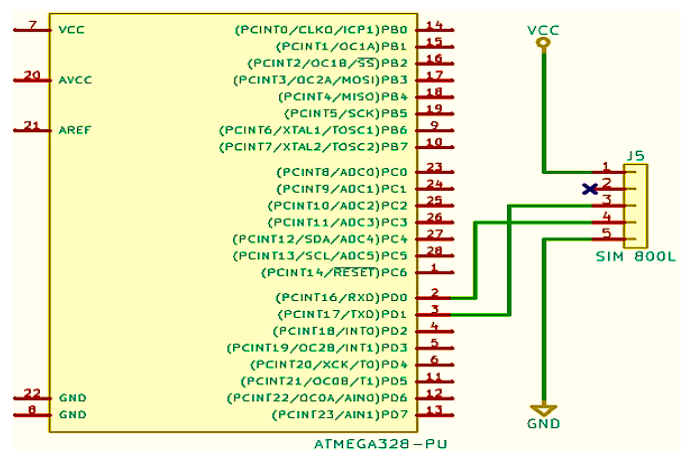 7 VCC (PCINT0/CLKO/ICP1)PB0 14
(PCINT1/OC1A)PB1 15
(PCINT2/OC1B/SS)PB2 16
20 AVCC (PCINT3/OC2A/MOSI)PB3 17
(PCINT4/MISO)PB4 18
(PCINT5/SCK)PB5 19
21 AREF (PCINT6/XTAL1/TOSC1)PB6 9
(PCINT7/XTAL2/TOSC2)PB7 10
(PCINT8/ADC0)PC0 23
(PCINT9/ADC1)PC1 24
(PCINT10/ADC2)PC2 25
(PCINT11/ADC3)PC3 26
(PCINT12/SDA/ADC4)PC4 27
(PCINT13/SCL/ADC5)PC5 28
(PCINT14/RESET)PC6 1
(PCINT16/RXD)PD0 2
(PCINT17/TXD)PD1 3
(PCINT18/INT0)PD2 4
(PCINT19/OC2B/INT1)PD3 5
(PCINT20/XCK/T0)PD4 6
(PCINT21/OC0B/T1)PD5 11
22 GND (PCINT22/OC0A/AIN0)PD6 12
8 GND (PCINT23/AIN1)PD7 13
ATMEGA328-PU
VCC
J5
1
2
3
4
5
SIM 800L
GND